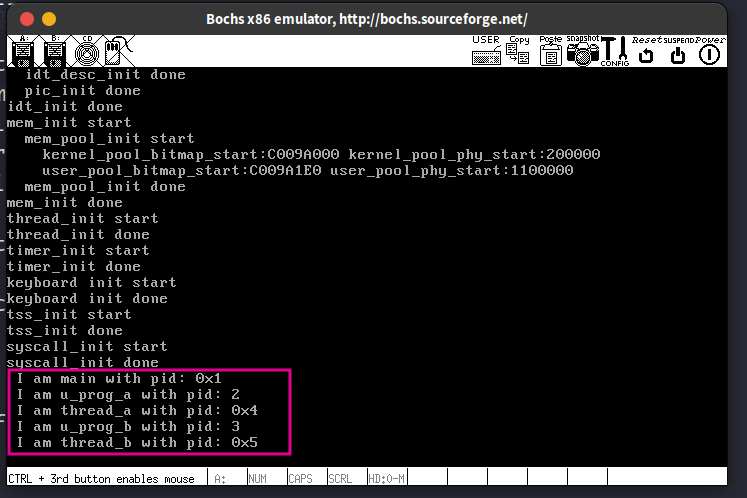 Bochs x86 emulator, http://bochs.sourceforge.net/
A: B: CD USER Copy Poste snapshot CONFIG Reset SUSPEND Power
idt_desc_init done
pic_init done
idt_init done
mem_init start
mem_pool_init start
kernel_pool_bitmap_start:C009A000 kernel_pool_phy_start:200000
user_pool_bitmap_start:C009A1E0 user_pool_phy_start:1100000
mem_pool_init done
mem_init done
thread_init start
thread_init done
timer_init start
timer_init done
keyboard init start
keyboard init done
tss_init start
tss_init done
syscall_init start
syscall_init done
I am main with pid: 0x1
I am u_prog_a with pid: 2
I am thread_a with pid: 0x4
I am u_prog_b with pid: 3
I am thread_b with pid: 0x5
CTRL + 3rd button enables mouse A: NUM CAPS SCRL HD:0-M